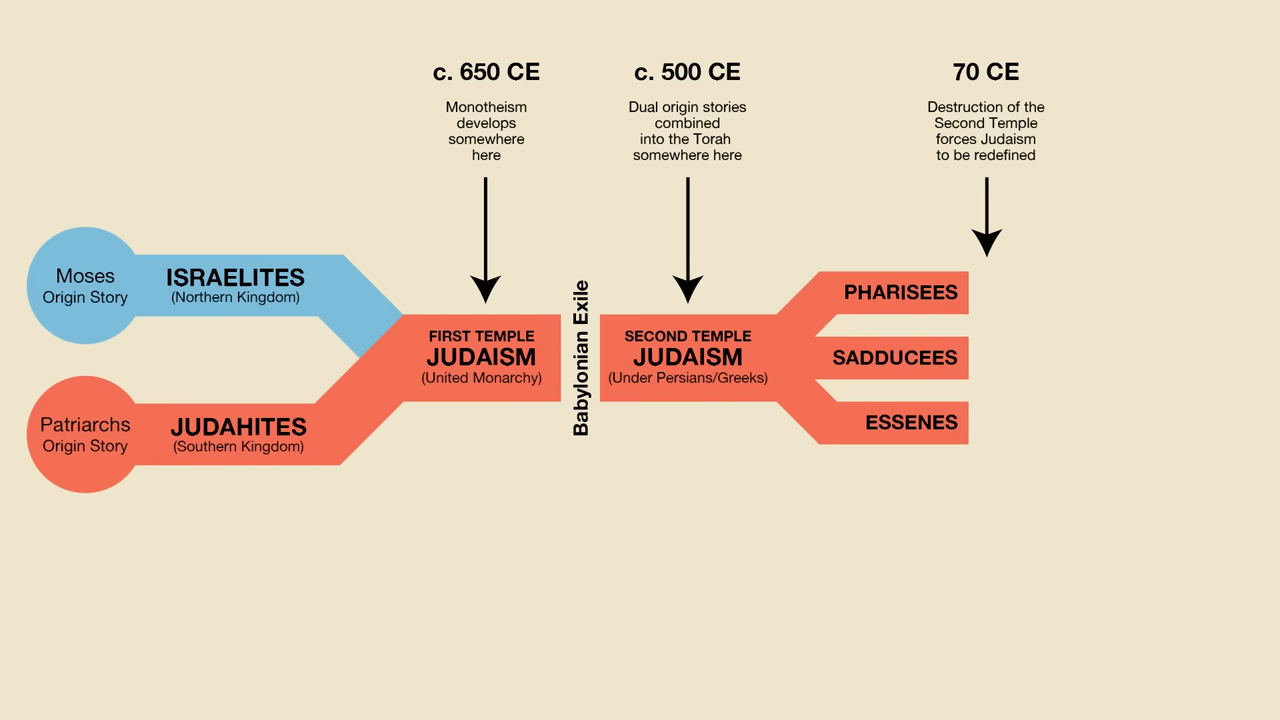 c. 650 CE
Monotheism
develops
somewhere
here
c. 500 CE
Dual origin stories
combined
into the Torah
somewhere here
70 CE
Destruction of the
Second Temple
forces Judaism
to be redefined
Moses
Origin Story
ISRAELITES
(Northern Kingdom)
Patriarchs
Origin Story
JUDAHITES
(Southern Kingdom)
FIRST TEMPLE
JUDAISM
(United Monarchy)
Babylonian Exile
SECOND TEMPLE
JUDAISM
(Under Persians/Greeks)
PHARISEES
SADDUCEES
ESSENES